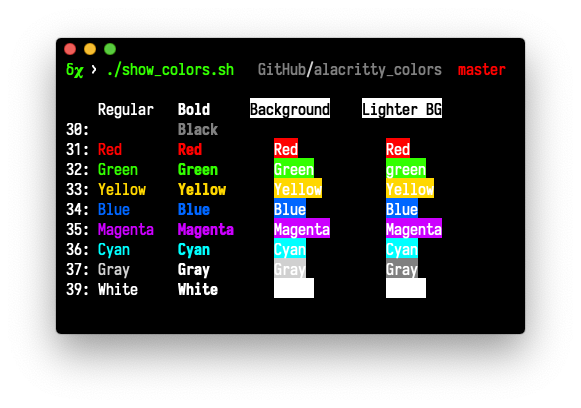 δχ › ./show_colors.sh GitHub/alacritty_colors master
Regular Bold Background Lighter BG
30: Black
31: Red Red Red Red
32: Green Green Green green
33: Yellow Yellow Yellow Yellow
34: Blue Blue Blue Blue
35: Magenta Magenta Magenta Magenta
36: Cyan Cyan Cyan Cyan
37: Gray Gray Gray Gray
39: White White